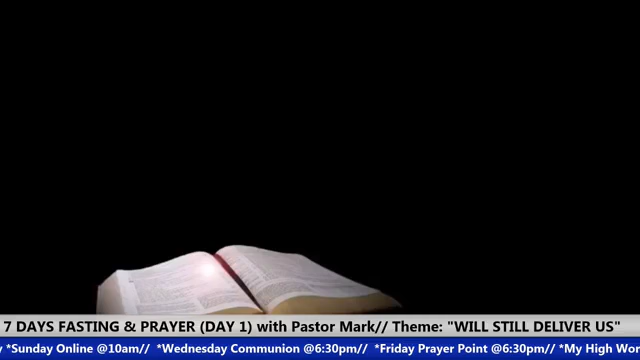 7 DAYS FASTING & PRAYER (DAY 1) with Pastor Mark// Theme: "WILL STILL DELIVER US"
*Sunday Online @10am// *Wednesday Communion @6:30pm// *Friday Prayer Point @6:30pm// *My High